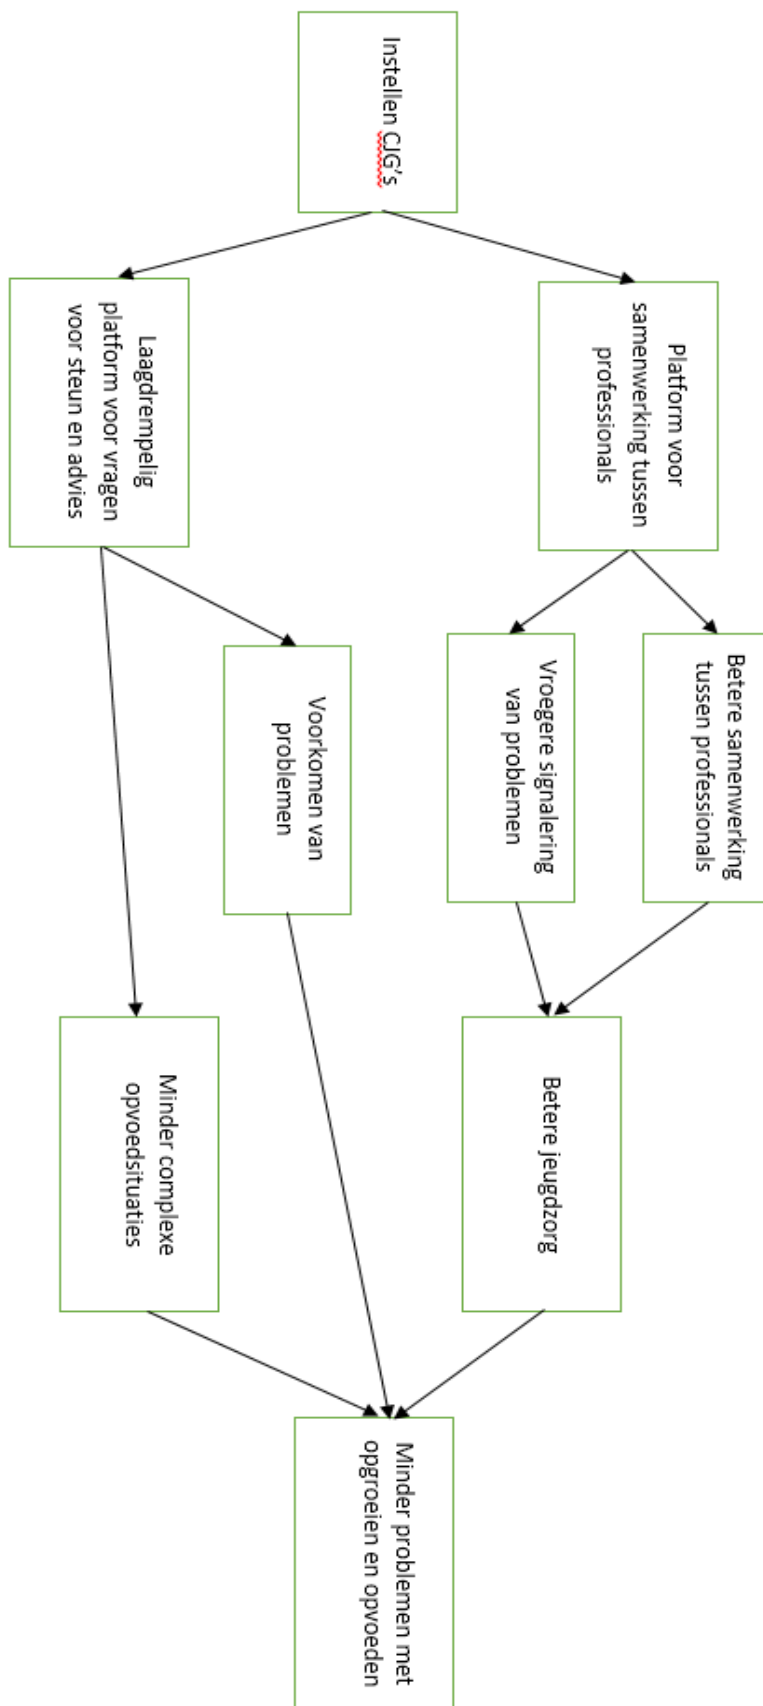 Instellen CJG's
Platform voor
samenwerking tussen
professionals
Laagdrempelig
platform voor vragen
voor steun en advies
Betere samenwerking
tussen professionals
Vroegere signalering
van problemen
Voorkomen van
problemen
Betere jeugdzorg
Minder complexe
opvoedsituaties
Minder problemen met
opgroeien en opvoeden